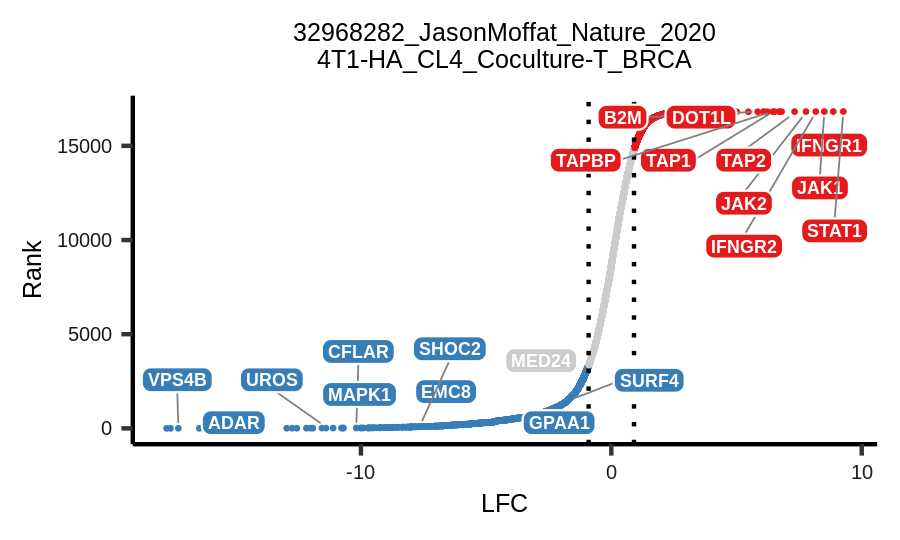 32968282_JasonMoffat_Nature_2020
4T1-HA_CL4_Coculture-T_BRCA
B2M
DOT1L
15000
TAPBP
TAP1
TAP2
IFNGR1
JAK1
JAK2
STAT1
IFNGR2
10000
Rank
5000
CFLAR
SHOC2
MED24
VPS4B
UROS
MAPK1
EMC8
SURF4
ADAR
GPAA1
0
-10
0
10
LFC